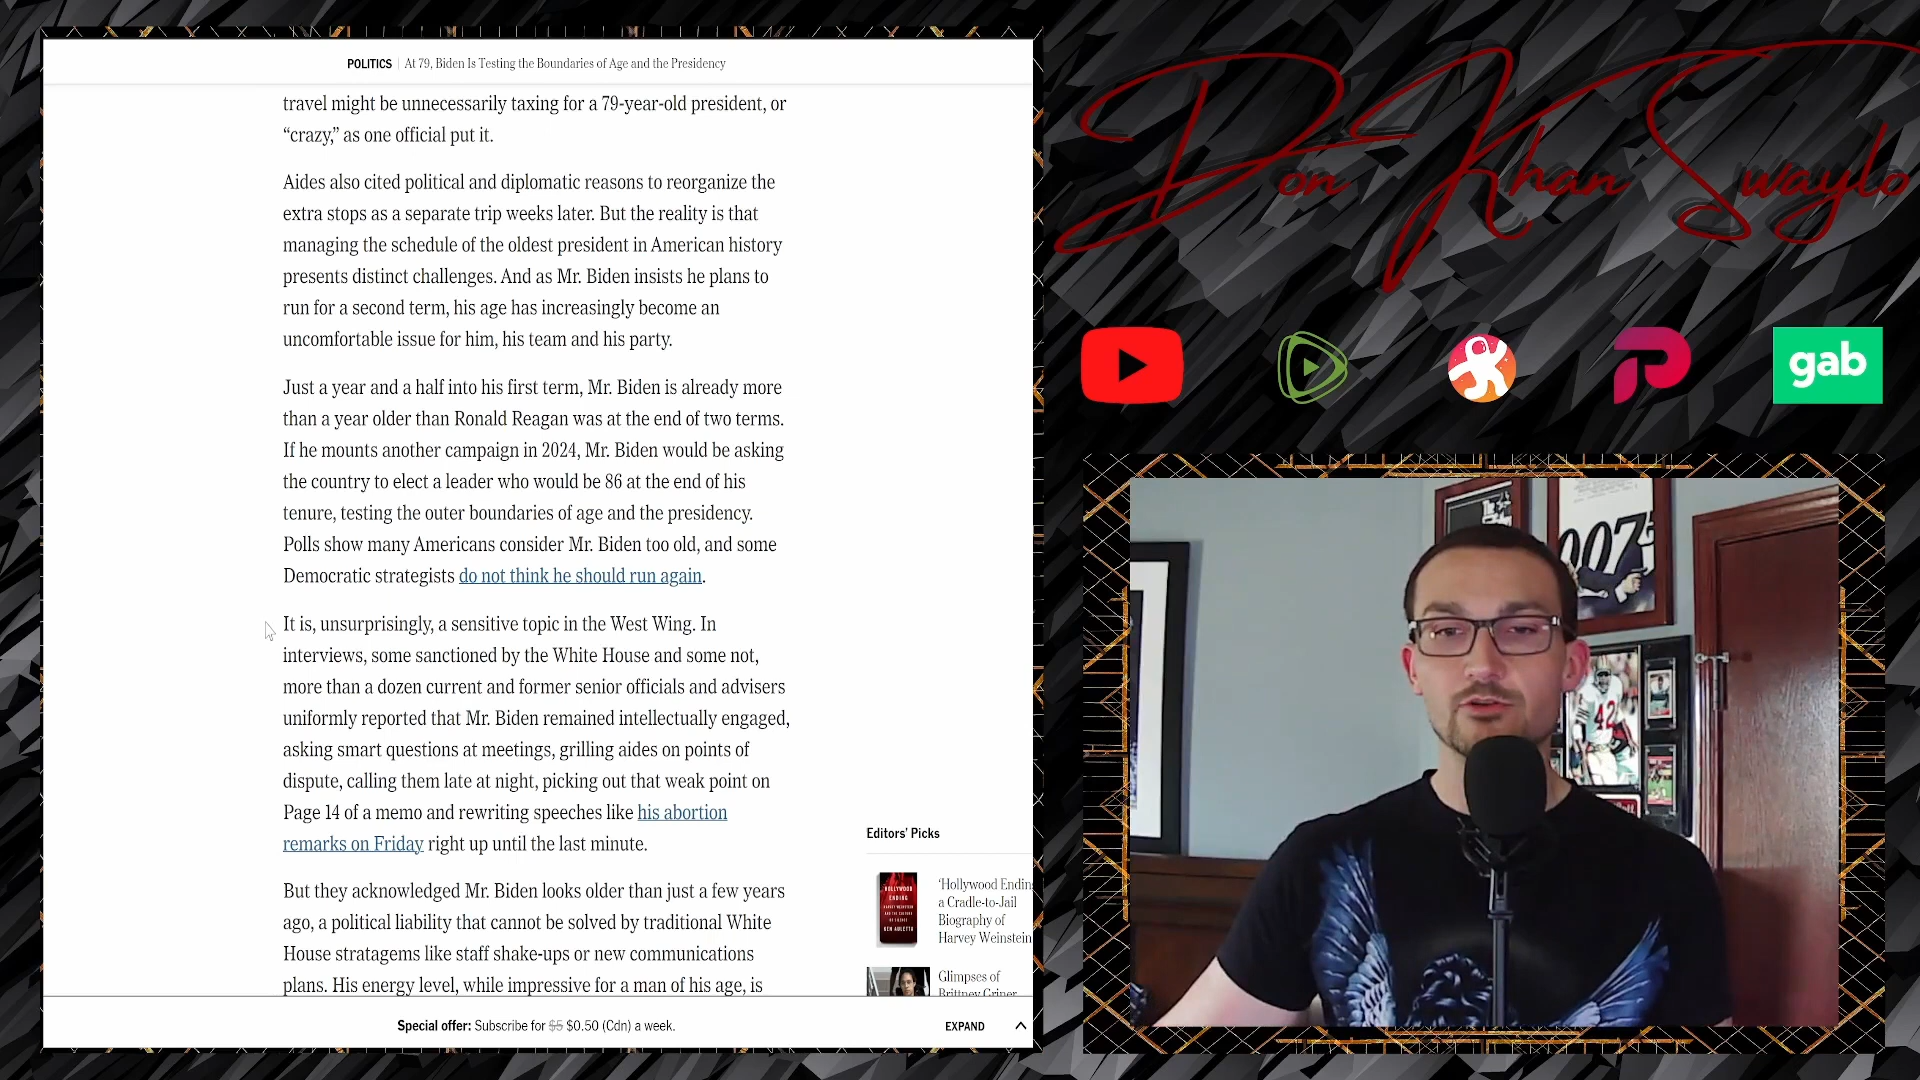 POLITICS | At 79, Biden Is Testing the Boundaries of Age and the Presidency
travel might be unnecessarily taxing for a 79-year-old president, or
“crazy,” as one official put it.
Aides also cited political and diplomatic reasons to reorganize the
extra stops as a separate trip weeks later. But the reality is that
managing the schedule of the oldest president in American history
presents distinct challenges. And as Mr. Biden insists he plans to
run for a second term, his age has increasingly become an
uncomfortable issue for him, his team and his party.
Just a year and a half into his first term, Mr. Biden is already more
than a year older than Ronald Reagan was at the end of two terms.
If he mounts another campaign in 2024, Mr. Biden would be asking
the country to elect a leader who would be 86 at the end of his
tenure, testing the outer boundaries of age and the presidency.
Polls show many Americans consider Mr. Biden too old, and some
Democratic strategists do not think he should run again.
It is, unsurprisingly, a sensitive topic in the West Wing. In
interviews, some sanctioned by the White House and some not,
more than a dozen current and former senior officials and advisers
uniformly reported that Mr. Biden remained intellectually engaged,
asking smart questions at meetings, grilling aides on points of
dispute, calling them late at night, picking out that weak point on
Page 14 of a memo and rewriting speeches like his abortion
remarks on Friday right up until the last minute.
But they acknowledged Mr. Biden looks older than just a few years
ago, a political liability that cannot be solved by traditional White
House stratagems like staff shake-ups or new communications
plans. His energy level, while impressive for a man of his age, is
Editors’ Picks
HOLLYWOOD
ENDING
KEN AULETTA
‘Hollywood Ending
a Cradle-to-Jail
Biography of
Harvey Weinstein
Glimpses of
Brittney Griner
Special offer: Subscribe for $5 $0.50 (Cdn) a week.
EXPAND
Don Khan Swaylo
gab
007
42